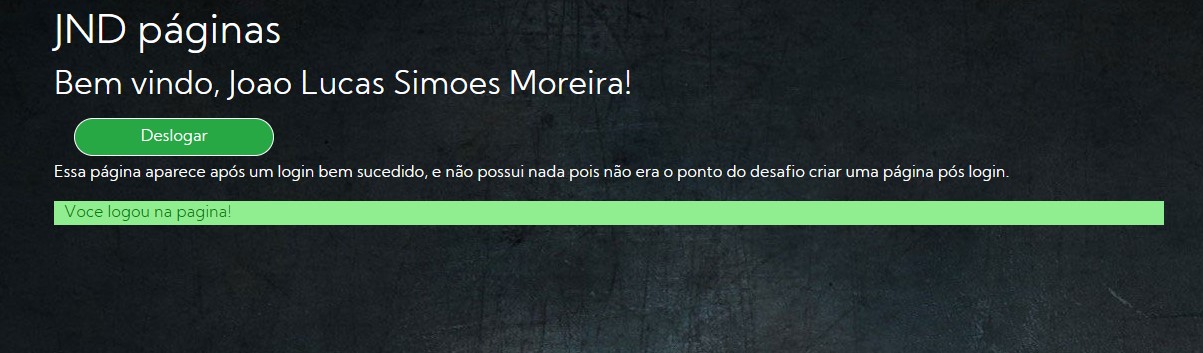 JND páginas
Bem vindo, Joao Lucas Simoes Moreira!
Deslogar
Essa página aparece após um login bem sucedido, e não possui nada pois não era o ponto do desafio criar uma página pós login.
Voce logou na pagina!